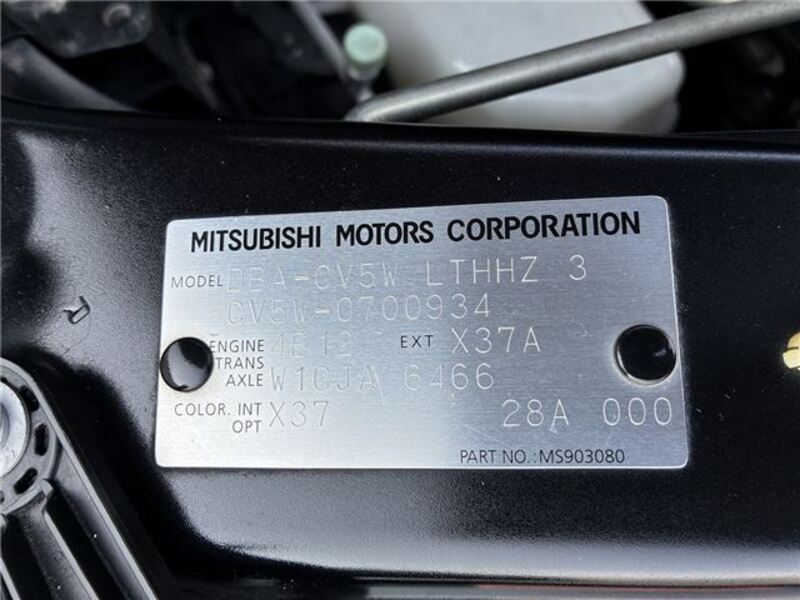 MITSUBISHI MOTORS CORPORATION
MODEL DBA-CV5W LTHHZ 3
CV5W-0700934
ENGINE 4B12 EXT X37A
TRANS
AXLE W1CJA 6466
COLOR. INT X37 28A 000
OPT
PART NO.:MS903080